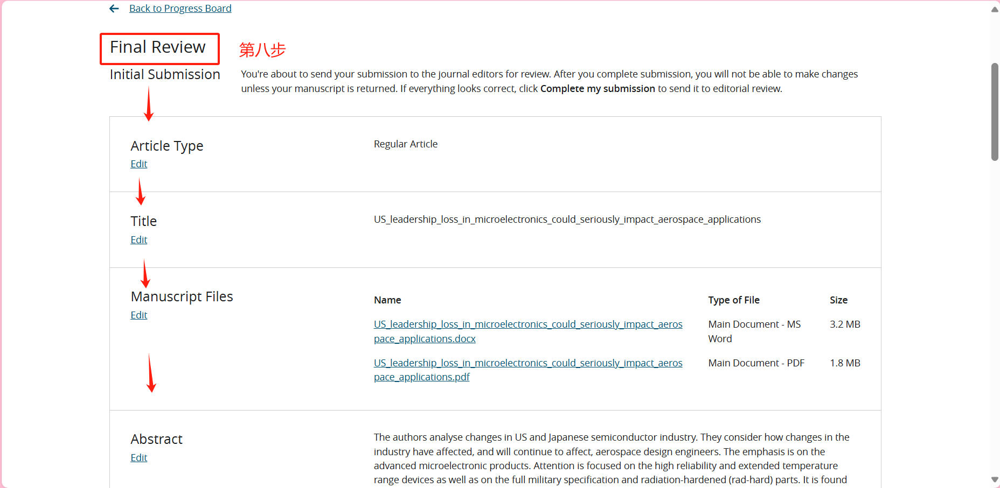 Back to Progress Board
Final Review
第八步
Initial Submission
You're about to send your submission to the journal editors for review. After you complete submission, you will not be able to make changes
unless your manuscript is returned. If everything looks correct, click Complete my submission to send it to editorial review.
Article Type
Regular Article
Edit
Title
US_leadership_loss_in_microelectronics_could_seriously_impact_aerospace_applications
Edit
Manuscript Files
Edit
Name
Type of File
Size
US_leadership_loss_in_microelectronics_could_seriously_impact_aeros
pace_applications.docx
Main Document - MS
Word
3.2 MB
US_leadership_loss_in_microelectronics_could_seriously_impact_aeros
pace_applications.pdf
Main Document - PDF
1.8 MB
Abstract
Edit
The authors analyse changes in US and Japanese semiconductor industry. They consider how changes in the
industry have affected, and will continue to affect, aerospace design engineers. The emphasis is on the
advanced microelectronic products. Attention is focused on the high reliability and extended temperature
range devices as well as on the full military specification and radiation-hardened (rad-hard) parts. It is found